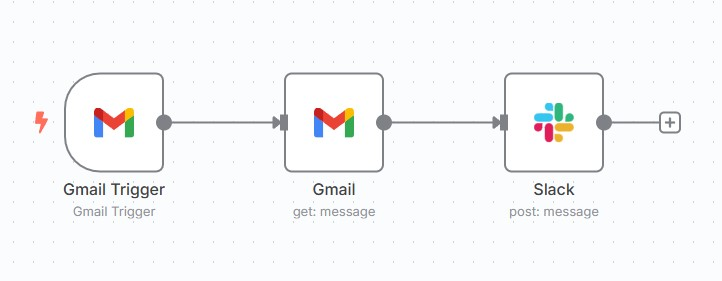 Gmail Trigger
Gmail Trigger
Gmail
get: message
Slack
post: message